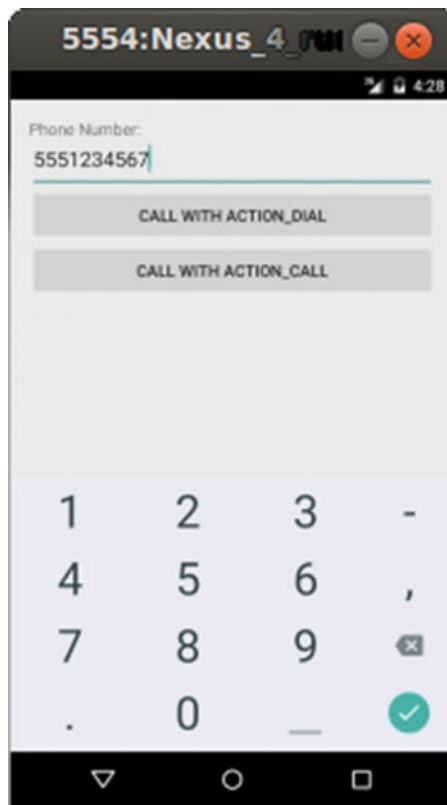 5554:Nexus_4
4:28
Phone Number:
5551234567
CALL WITH ACTION_DIAL
CALL WITH ACTION_CALL
1 2 3 -
4 5 6 ,
7 8 9
. 0 _